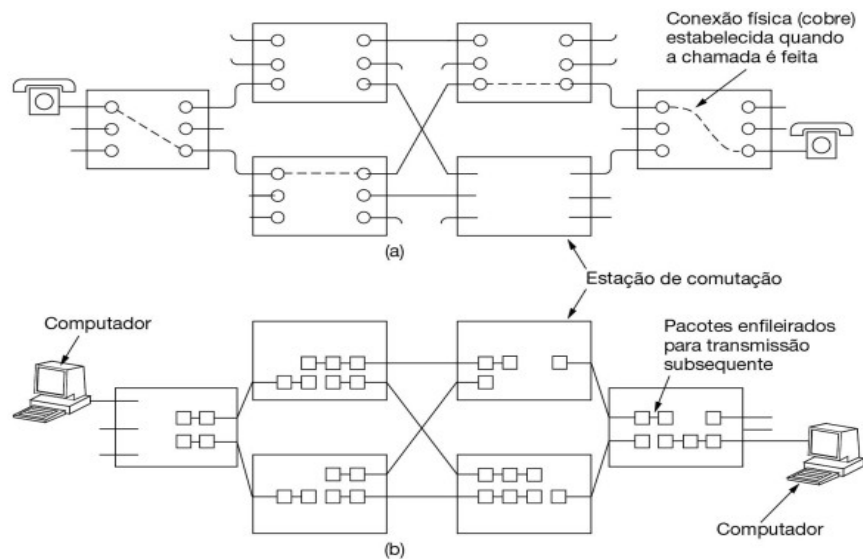 Conexão física (cobre)
estabelecida quando
a chamada é feita
(a)
Estação de comutação
Computador
Pacotes enfileirados
para transmissão
subsequente
Computador
(b)